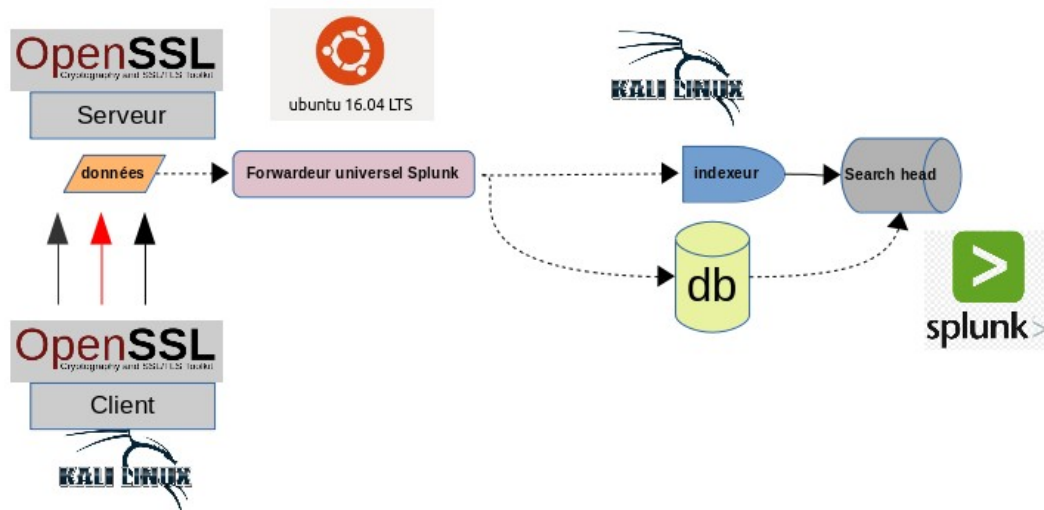 OpenSSL
Cryptography and SSL/TLS Toolkit
Serveur
ubuntu 16.04 LTS
KALI LINUX
données
Forwardeur universel Splunk
indexeur
Search head
db
splunk>
OpenSSL
Cryptography and SSL/TLS Toolkit
Client
KALI LINUX